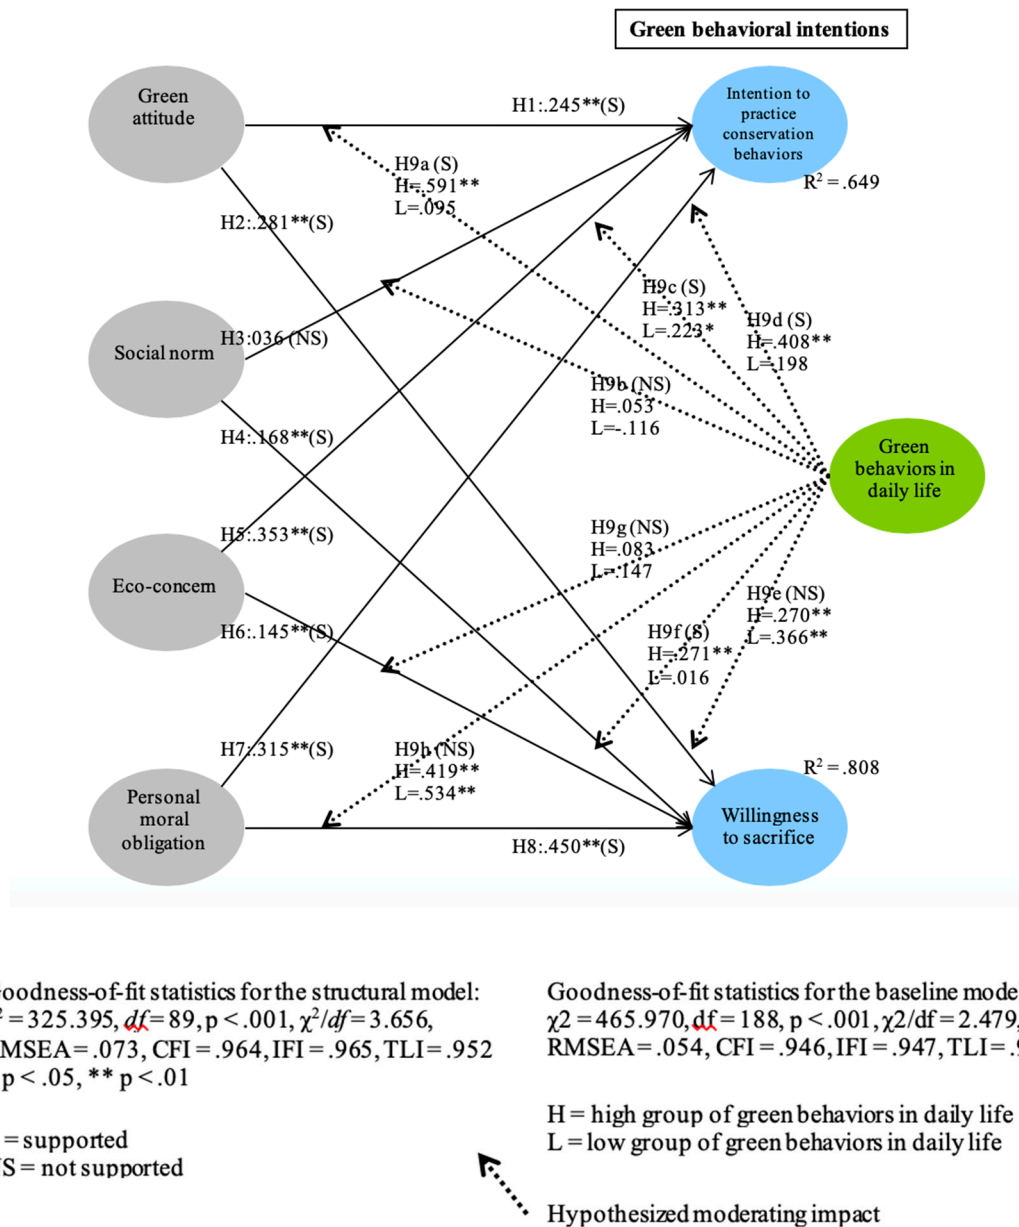 Green behavioral intentions
Green
attitude
H1:.245**(S)
Intention to
practice
conservation
behaviors
R² = .649
H9a (S)
H=.591**
L=.095
H2:.281**(S)
H9c (S)
H=.313**
L=.223*
H9d (S)
H=.408**
L=.198
Social norm
H3:036 (NS)
H9b (NS)
H=.053
L=-.116
H4:.168**(S)
Green
behaviors in
daily life
H5:.353**(S)
H9g (NS)
H=.083
L=.147
Eco-concern
H6:.145**(S)
H9e (NS)
H=.270**
L=.366**
H9f (S)
H=.271**
L=.016
H7:.315**(S)
H9h (NS)
H=.419**
L=.534**
R² = .808
Personal
moral
obligation
H8:.450**(S)
Willingness
to sacrifice
oodness-of-fit statistics for the structural model:
² = 325.395, df = 89, p < .001, χ²/df = 3.656,
MSEA = .073, CFI = .964, IFI = .965, TLI = .952
p < .05, ** p < .01
= supported
S = not supported
Goodness-of-fit statistics for the baseline mode
χ2 = 465.970, df = 188, p < .001, χ2/df = 2.479,
RMSEA = .054, CFI = .946, IFI = .947, TLI = .9
H = high group of green behaviors in daily life
L = low group of green behaviors in daily life
Hypothesized moderating impact